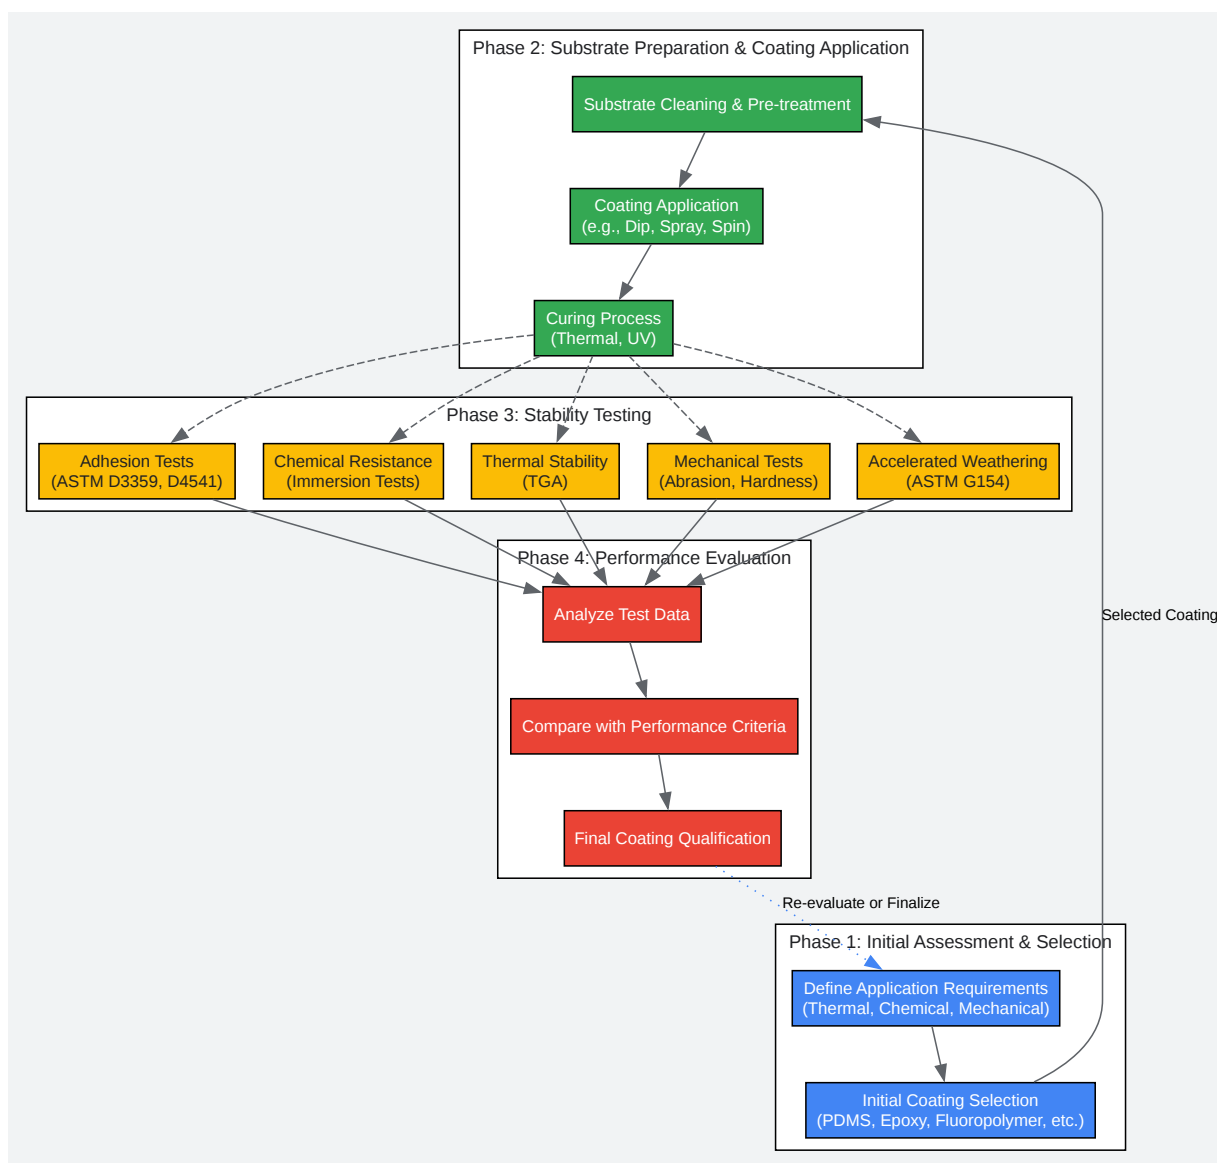 Phase 2: Substrate Preparation & Coating Application
Substrate Cleaning & Pre-treatment
Coating Application
(e.g., Dip, Spray, Spin)
Curing Process
(Thermal, UV)
Phase 3: Stability Testing
Adhesion Tests
(ASTM D3359, D4541)
Chemical Resistance
(Immersion Tests)
Thermal Stability
(TGA)
Mechanical Tests
(Abrasion, Hardness)
Accelerated Weathering
(ASTM G154)
Phase 4: Performance Evaluation
Analyze Test Data
Selected Coating
Compare with Performance Criteria
Final Coating Qualification
Re-evaluate or Finalize
Phase 1: Initial Assessment & Selection
Define Application Requirements
(Thermal, Chemical, Mechanical)
Initial Coating Selection
(PDMS, Epoxy, Fluoropolymer, etc.)